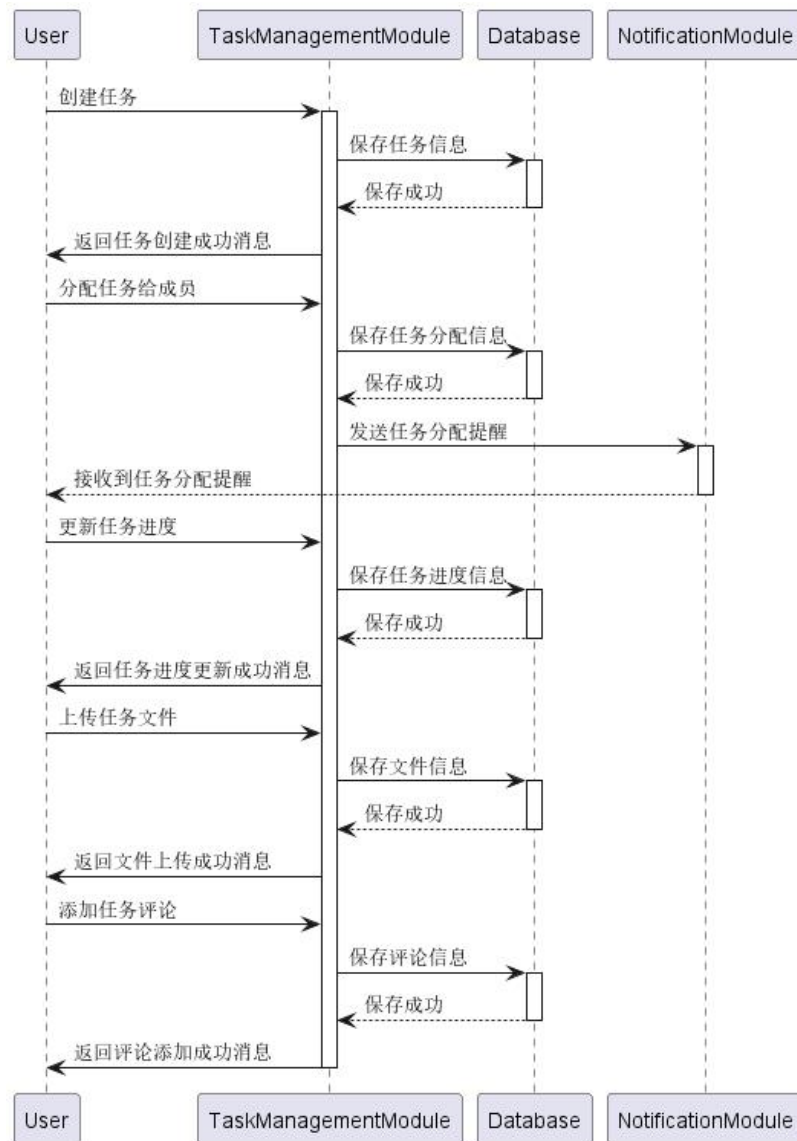 User TaskManagementModule Database NotificationModule
创建任务
保存任务信息
保存成功
返回任务创建成功消息
分配任务给成员
保存任务分配信息
保存成功
发送任务分配提醒
接收到任务分配提醒
更新任务进度
保存任务进度信息
保存成功
返回任务进度更新成功消息
上传任务文件
保存文件信息
保存成功
返回文件上传成功消息
添加任务评论
保存评论信息
保存成功
返回评论添加成功消息
User TaskManagementModule Database NotificationModule